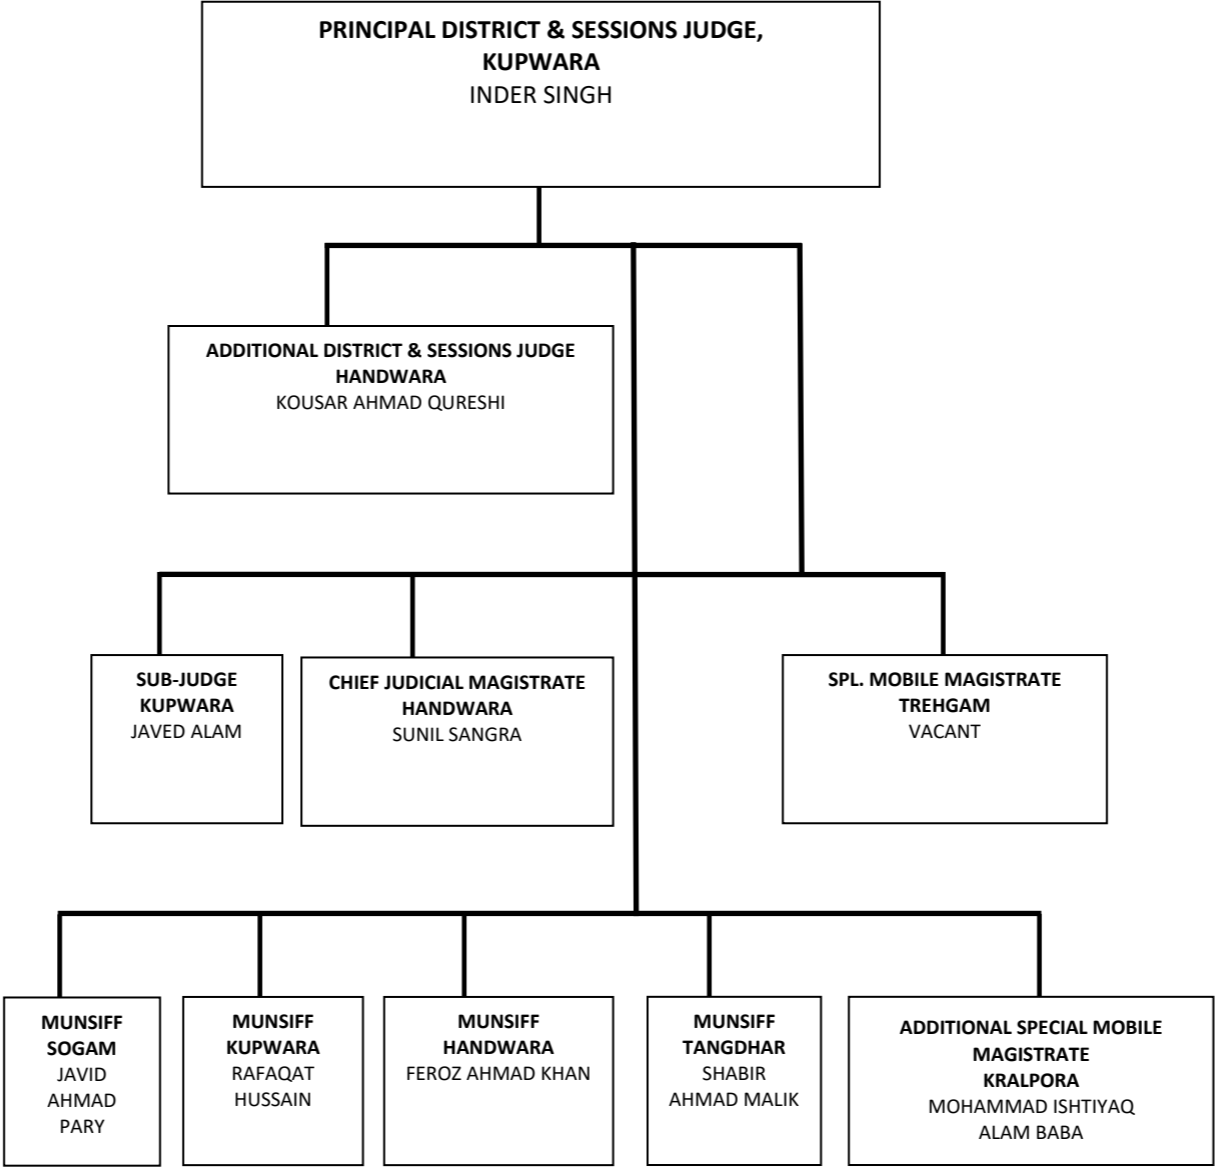 PRINCIPAL DISTRICT & SESSIONS JUDGE,
KUPWARA
INDER SINGH
ADDITIONAL DISTRICT & SESSIONS JUDGE
HANDWARA
KOUSAR AHMAD QURESHI
SUB-JUDGE
KUPWARA
JAVED ALAM
CHIEF JUDICIAL MAGISTRATE
HANDWARA
SUNIL SANGRA
SPL. MOBILE MAGISTRATE
TREHGAM
VACANT
MUNSIFF
SOGAM
JAVID
AHMAD
PARY
MUNSIFF
KUPWARA
RAFAQAT
HUSSAIN
MUNSIFF
HANDWARA
FEROZ AHMAD KHAN
MUNSIFF
TANGDHAR
SHABIR
AHMAD MALIK
ADDITIONAL SPECIAL MOBILE
MAGISTRATE
KRALPORA
MOHAMMAD ISHTIYAQ
ALAM BABA